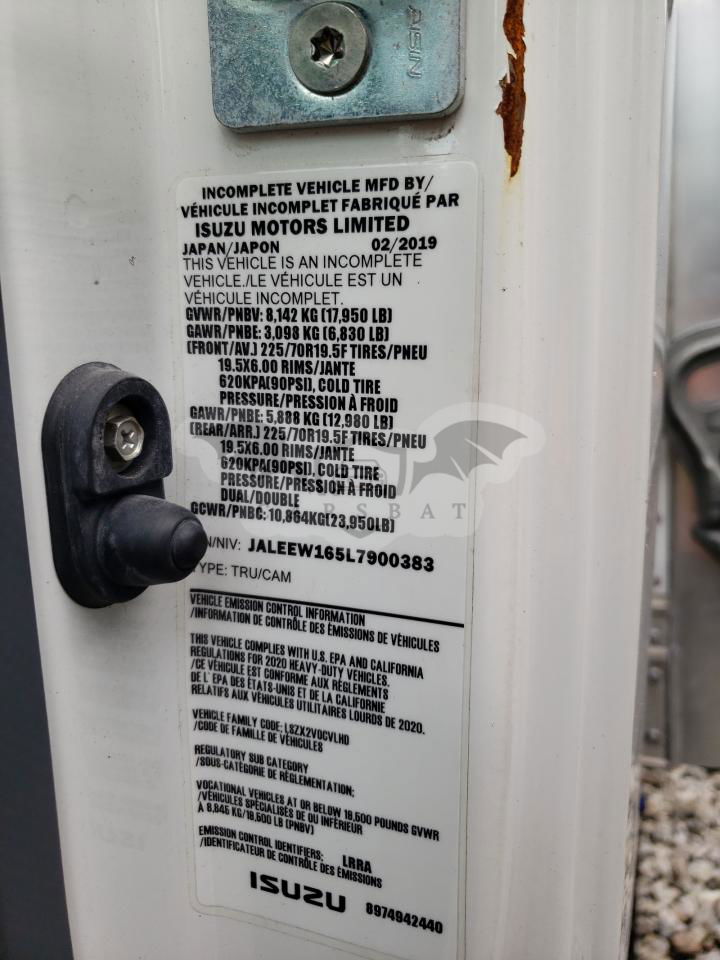 AISIN
INCOMPLETE VEHICLE MFD BY/
VÉHICULE INCOMPLET FABRIQUÉ PAR
ISUZU MOTORS LIMITED
JAPAN/JAPON 02/2019
THIS VEHICLE IS AN INCOMPLETE
VEHICLE./LE VÉHICULE EST UN
VÉHICULE INCOMPLET.
GVWR/PNBV: 8,142 KG (17,950 LB)
GAWR/PNBE: 3,098 KG (6,830 LB)
(FRONT/AV.) 225/70R19.5F TIRES/PNEU
19.5X6.00 RIMS/JANTE
620KPA(90PSI), COLD TIRE
PRESSURE/PRESSION À FROID
GAWR/PNBE: 5,888 KG (12,980 LB)
(REAR/ARR.) 225/70R19.5F TIRES/PNEU
19.5X6.00 RIMS/JANTE
620KPA(90PSI), COLD TIRE
PRESSURE/PRESSION À FROID
DUAL/DOUBLE
GCWR/PNBC: 10,864KG(23,950LB)
RSBAT
N/NIV: JALEEW165L7900383
YPE: TRU/CAM
VEHICLE EMISSION CONTROL INFORMATION
/INFORMATION DE CONTRÔLE DES ÉMISSIONS DE VÉHICULES
THIS VEHICLE COMPLIES WITH U.S. EPA AND CALIFORNIA
REGULATIONS FOR 2020 HEAVY-DUTY VEHICLES.
/CE VÉHICULE EST CONFORME AUX RÈGLEMENTS
DE L' EPA DES ÉTATS-UNIS ET DE LA CALIFORNIE
RELATIFS AUX VÉHICULES UTILITAIRES LOURDS DE 2020.
VEHICLE FAMILY CODE: LSZX2VOCVLHD
/CODE DE FAMILLE DE VÉHICULES
REGULATORY SUB CATEGORY
/SOUS-CATÉGORIE DE RÉGLEMENTATION;
VOCATIONAL VEHICLES AT OR BELOW 19,500 POUNDS GVWR
/VÉHICULES SPÉCIALISÉS DE OU INFÉRIEUR
À 8,845 KG/19,500 LB (PNBV)
EMISSION CONTROL IDENTIFIERS: LRRA
/IDENTIFICATEUR DE CONTRÔLE DES ÉMISSIONS
ISUZU 8974942440